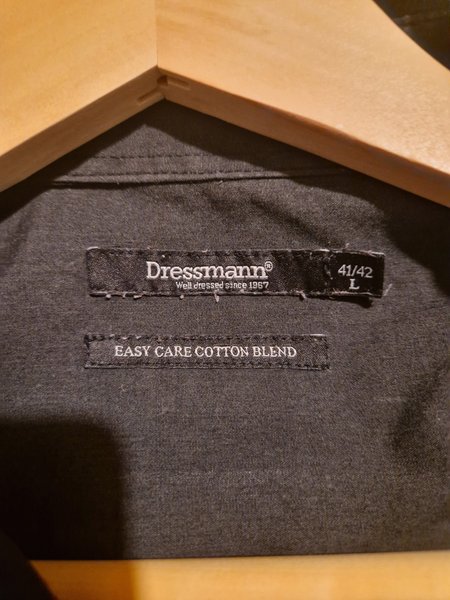 Dressmann®
Well dressed since 1967
41/42
L
EASY CARE COTTON BLEND